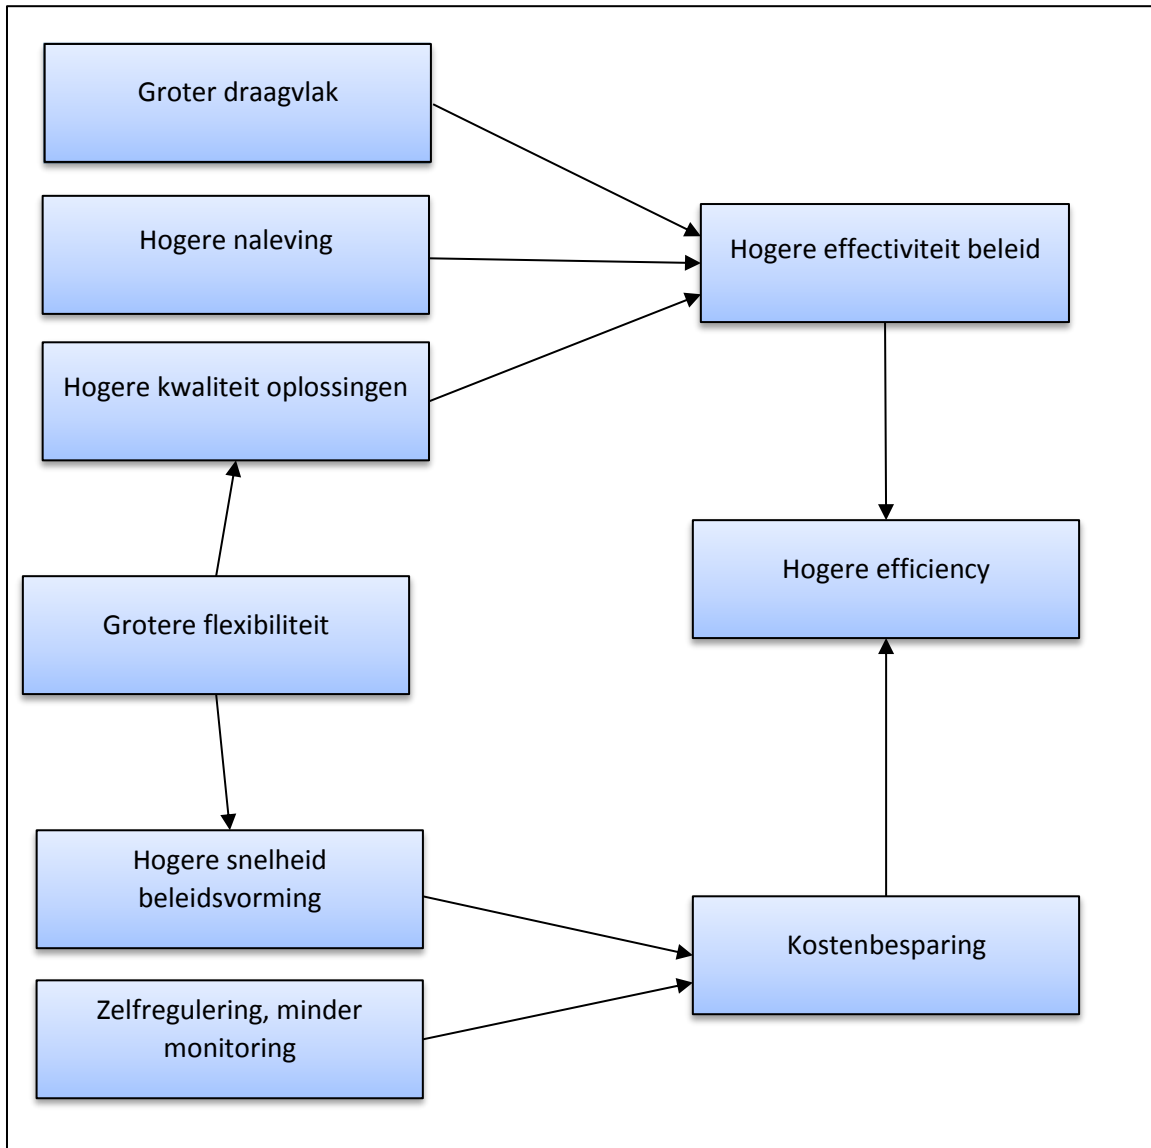 Groter draagvlak
Hogere naleving
Hogere effectiviteit beleid
Hogere kwaliteit oplossingen
Hogere efficiency
Grotere flexibiliteit
Hogere snelheid
beleidsvorming
Kostenbesparing
Zelfregulering, minder
monitoring